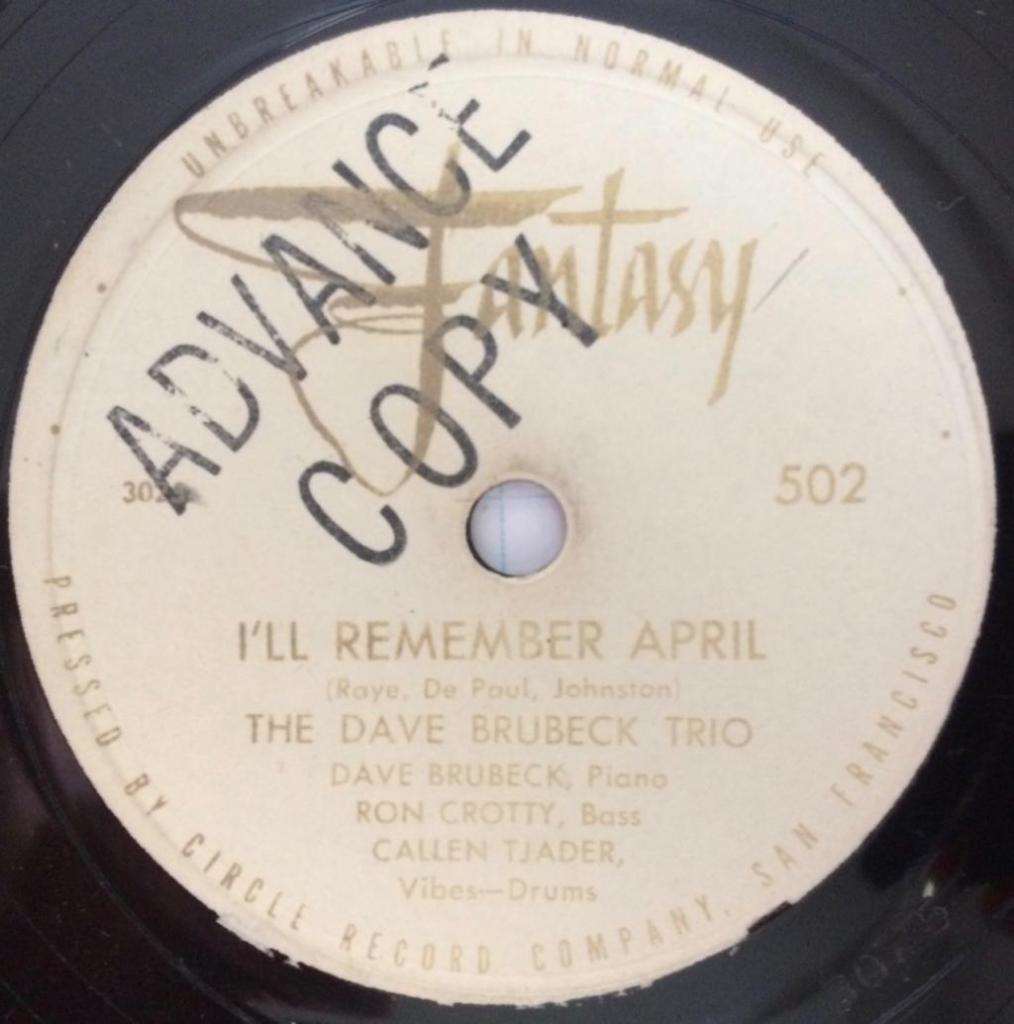 UNBREAKABLE IN NORMAL USE
ADVANCE
COPY
Fantasy
502
I'LL REMEMBER APRIL
(Raye, De Paul, Johnston)
THE DAVE BRUBECK TRIO
DAVE BRUBECK, Piano
RON CROTTY, Bass
CALLEN TJADER,
Vibes—Drums
PRESSED BY CIRCLE RECORD COMPANY, SAN FRANCISCO